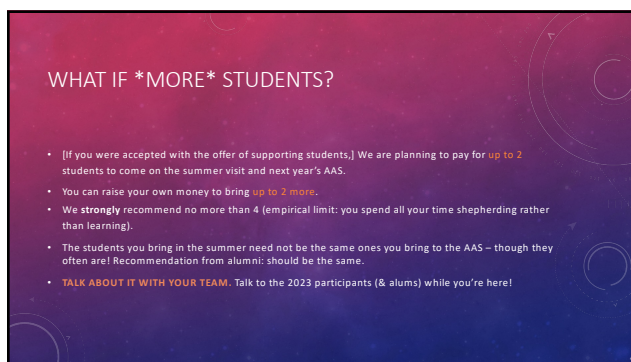 WHAT IF *MORE* STUDENTS?
• [If you were accepted with the offer of supporting students,] We are planning to pay for up to 2
students to come on the summer visit and next year's AAS.
• You can raise your own money to bring up to 2 more.
• We strongly recommend no more than 4 (empirical limit: you spend all your time shepherding rather
than learning).
• The students you bring in the summer need not be the same ones you bring to the AAS – though they
often are! Recommendation from alumni: should be the same.
• TALK ABOUT IT WITH YOUR TEAM. Talk to the 2023 participants (& alums) while you're here!